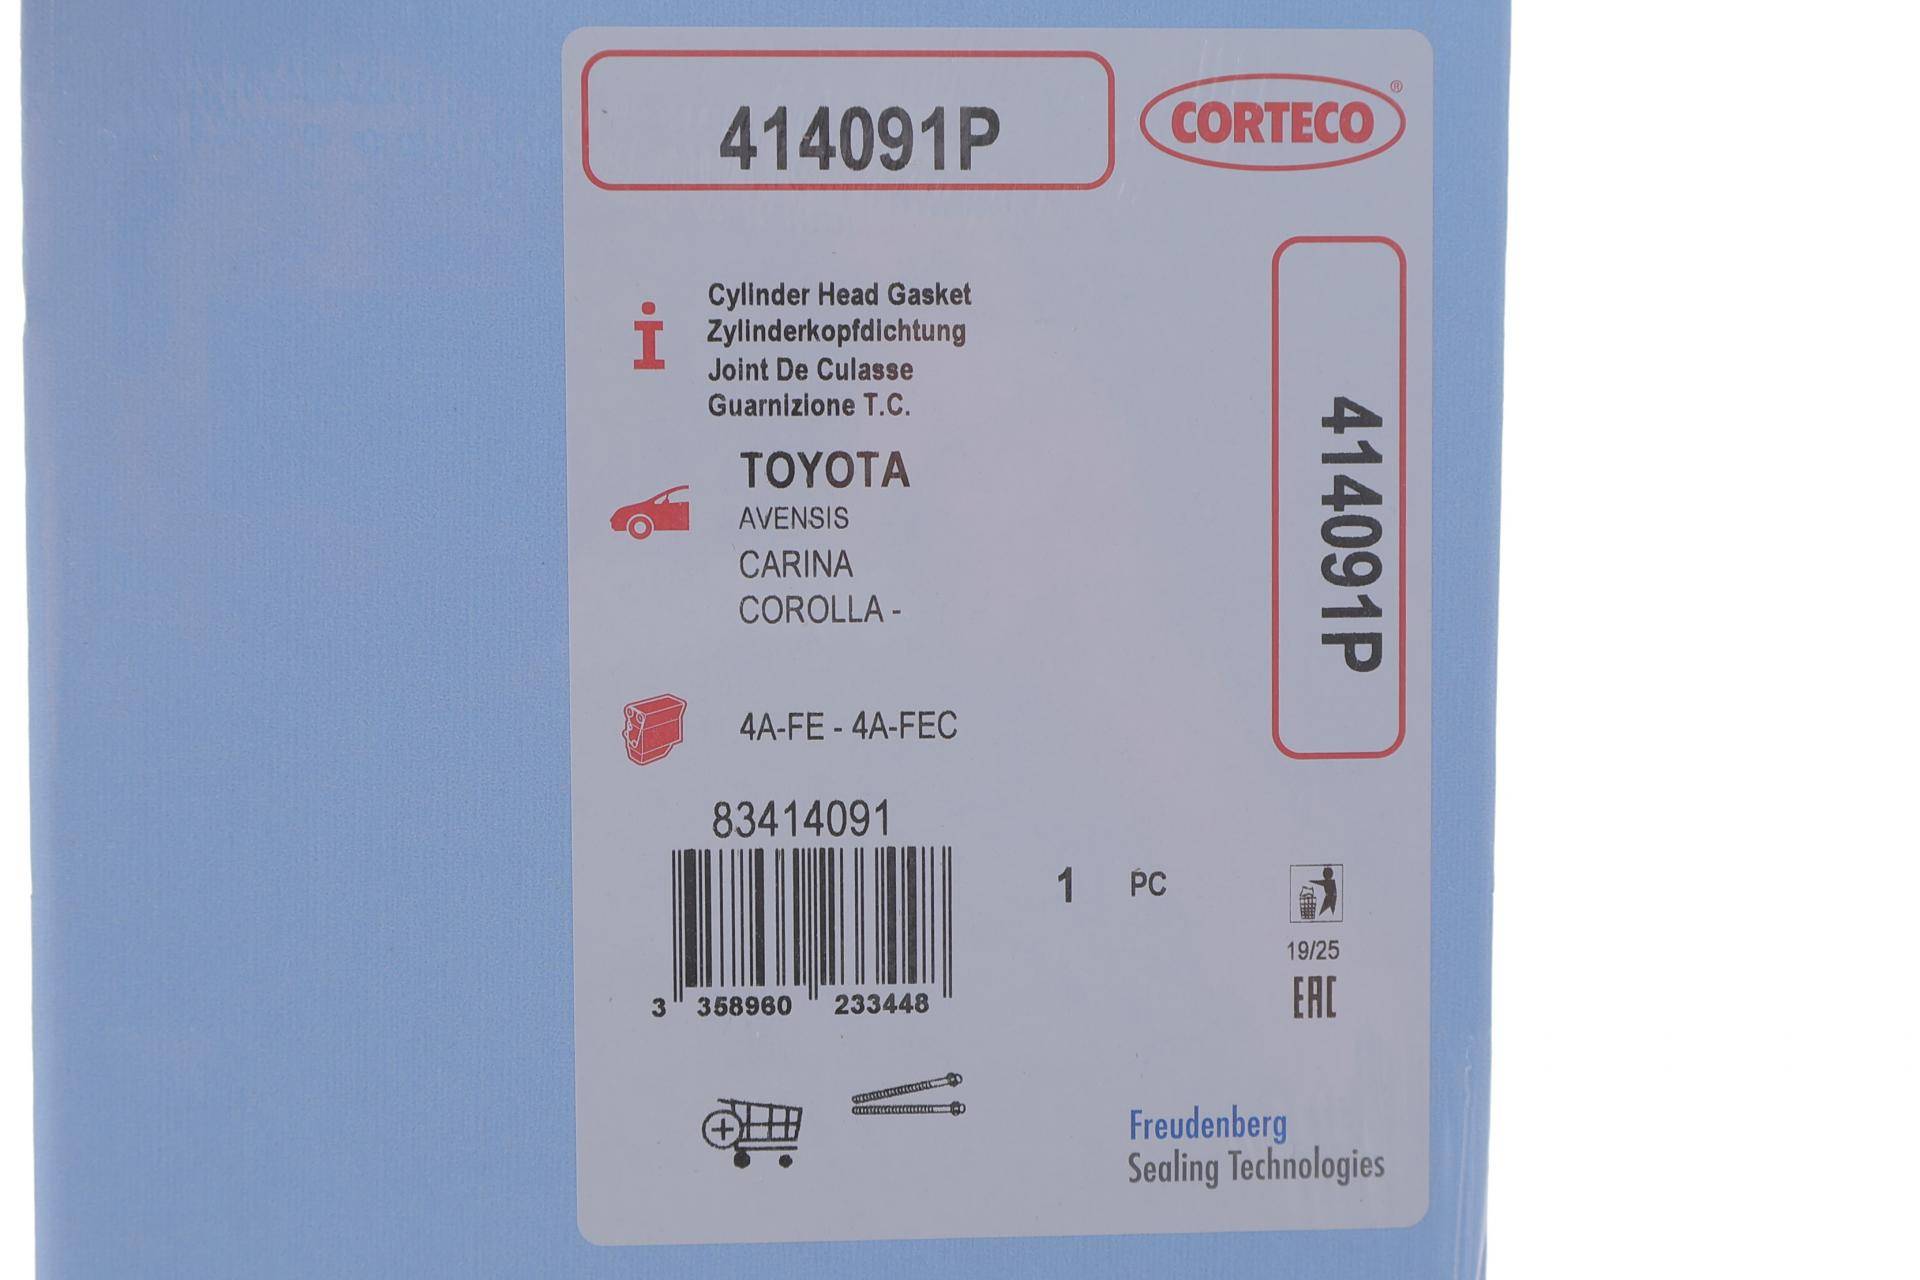 414091P
CORTECO®
Cylinder Head Gasket
Zylinderkopfdichtung
Joint De Culasse
Guarnizione T.C.
414091P
TOYOTA
AVENSIS
CARINA
COROLLA -
4A-FE - 4A-FEC
83414091
1 PC
19/25
EAC
3 358960 233448
Freudenberg
Sealing Technologies